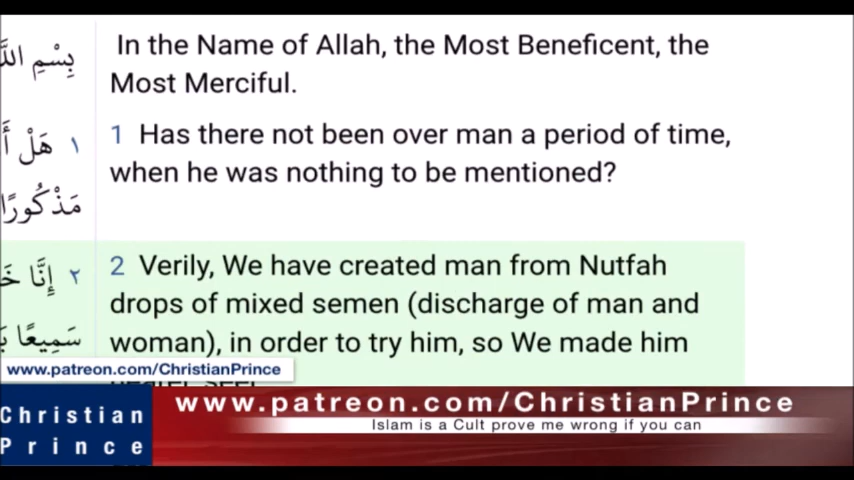 بِسْمِ
In the Name of Allah, the Most Beneficent, the
Most Merciful.
١ هَلْ
1 Has there not been over man a period of time,
when he was nothing to be mentioned?
مَذْكُورًا
٢ إِنَّا
2 Verily, We have created man from Nutfah
drops of mixed semen (discharge of man and
woman), in order to try him, so We made him
سَمِيعًا
www.patreon.com/ChristianPrince
www.patreon.com/ChristianPrince
Islam is a Cult prove me wrong if you can
Christian
Prince